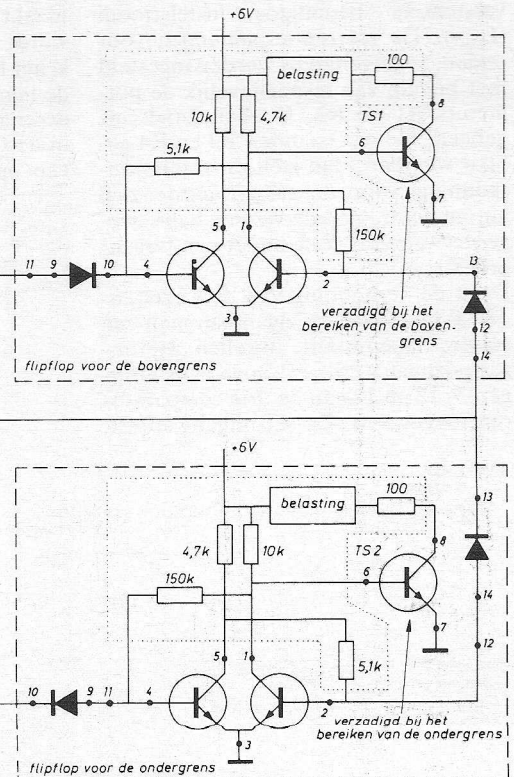 +6V
belasting
100
8
10k
4,7k
TS1
6
5,1k
7
5
1
150k
11
9
10
4
2
13
3
verzadigd bij het
bereiken van de boven-
grens
12
14
flipflop voor de bovengrens
+6V
13
belasting
100
8
4,7k
10k
TS2
6
150k
14
7
5
1
12
5,1k
10
9
11
4
2
3
verzadigd bij het
bereiken van de ondergrens
flipflop voor de ondergrens